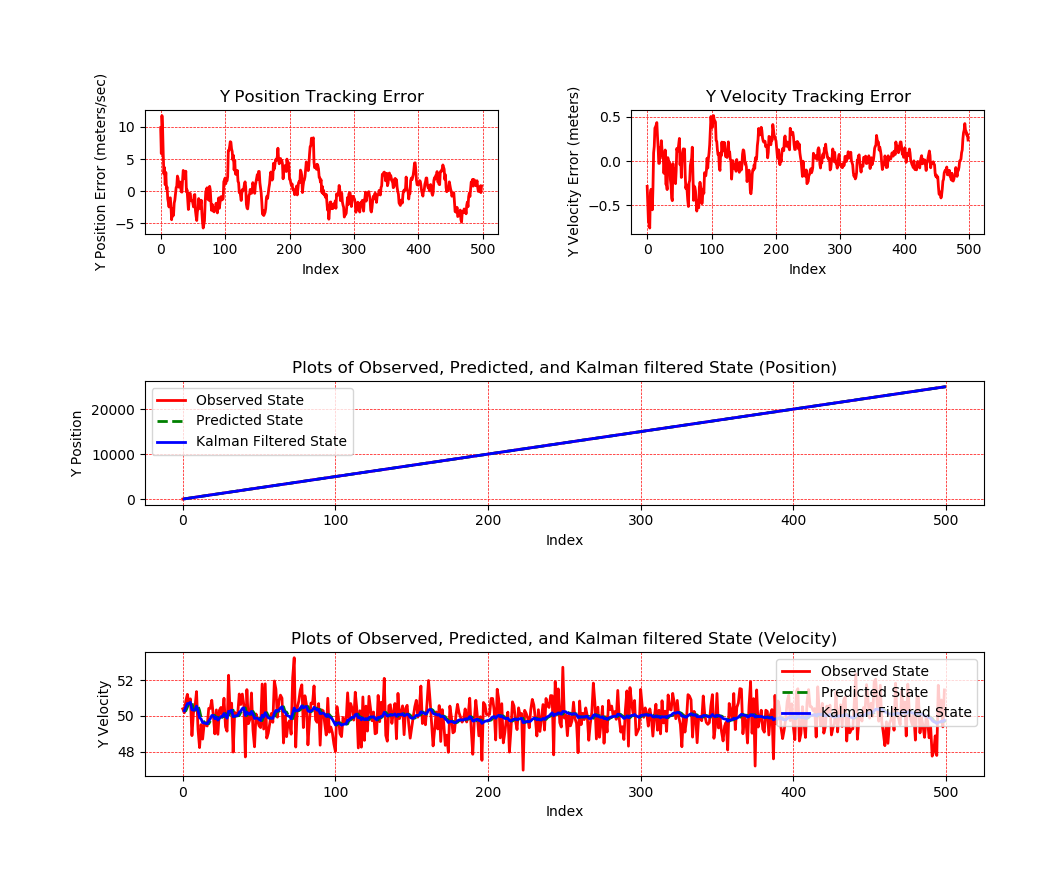 Y Position Tracking Error
Y Position Error (meters/sec)
10
5
0
−5
0 100 200 300 400 500
Index
Y Velocity Tracking Error
Y Velocity Error (meters)
0.5
0.0
−0.5
0 100 200 300 400 500
Index
Plots of Observed, Predicted, and Kalman filtered State (Position)
Y Position
20000
10000
0
Observed State
Predicted State
Kalman Filtered State
0 100 200 300 400 500
Index
Plots of Observed, Predicted, and Kalman filtered State (Velocity)
Y Velocity
52
50
48
Observed State
Predicted State
Kalman Filtered State
0 100 200 300 400 500
Index